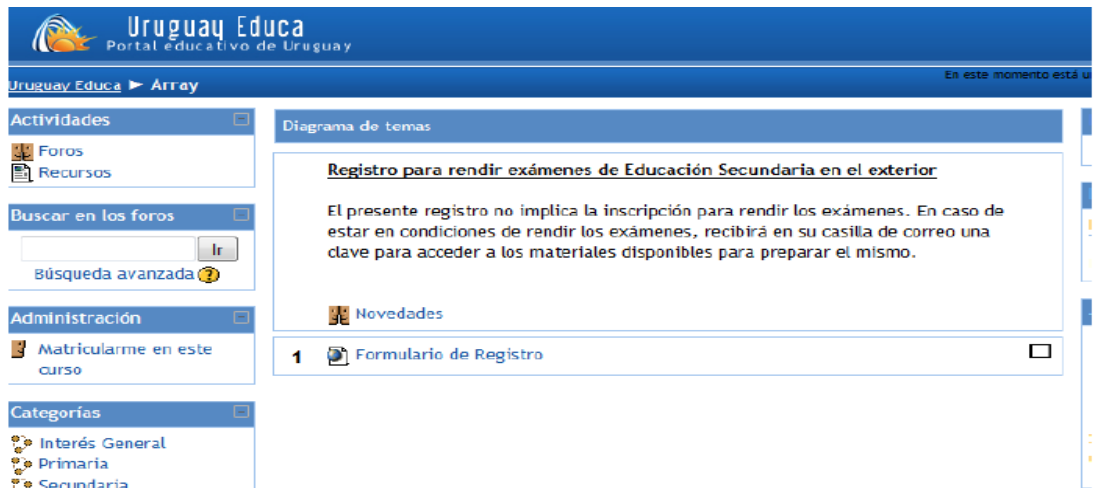 Uruguay Educa
Portal educativo de Uruguay
Uruguay Educa ► Array
En este momento está
Actividades
Foros
Recursos
Buscar en los foros
Ir
Búsqueda avanzada
Administración
Matricularme en este
curso
Categorías
Interés General
Primaria
Secundaria
Diagrama de temas
Registro para rendir exámenes de Educación Secundaria en el exterior
El presente registro no implica la inscripción para rendir los exámenes. En caso de
estar en condiciones de rendir los exámenes, recibirá en su casilla de correo una
clave para acceder a los materiales disponibles para preparar el mismo.
Novedades
1 Formulario de Registro